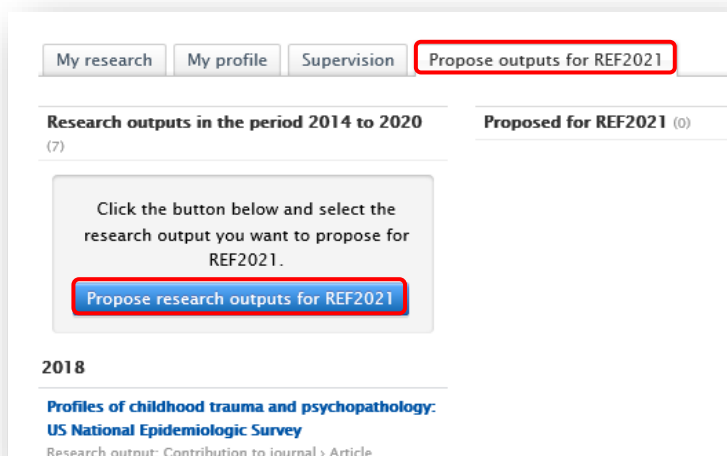 My research
My profile
Supervision
Propose outputs for REF2021
Research outputs in the period 2014 to 2020
(7)
Click the button below and select the
research output you want to propose for
REF2021.
Propose research outputs for REF2021
2018
Profiles of childhood trauma and psychopathology:
US National Epidemiologic Survey
Research output: Contribution to journal › Article
Proposed for REF2021 (0)